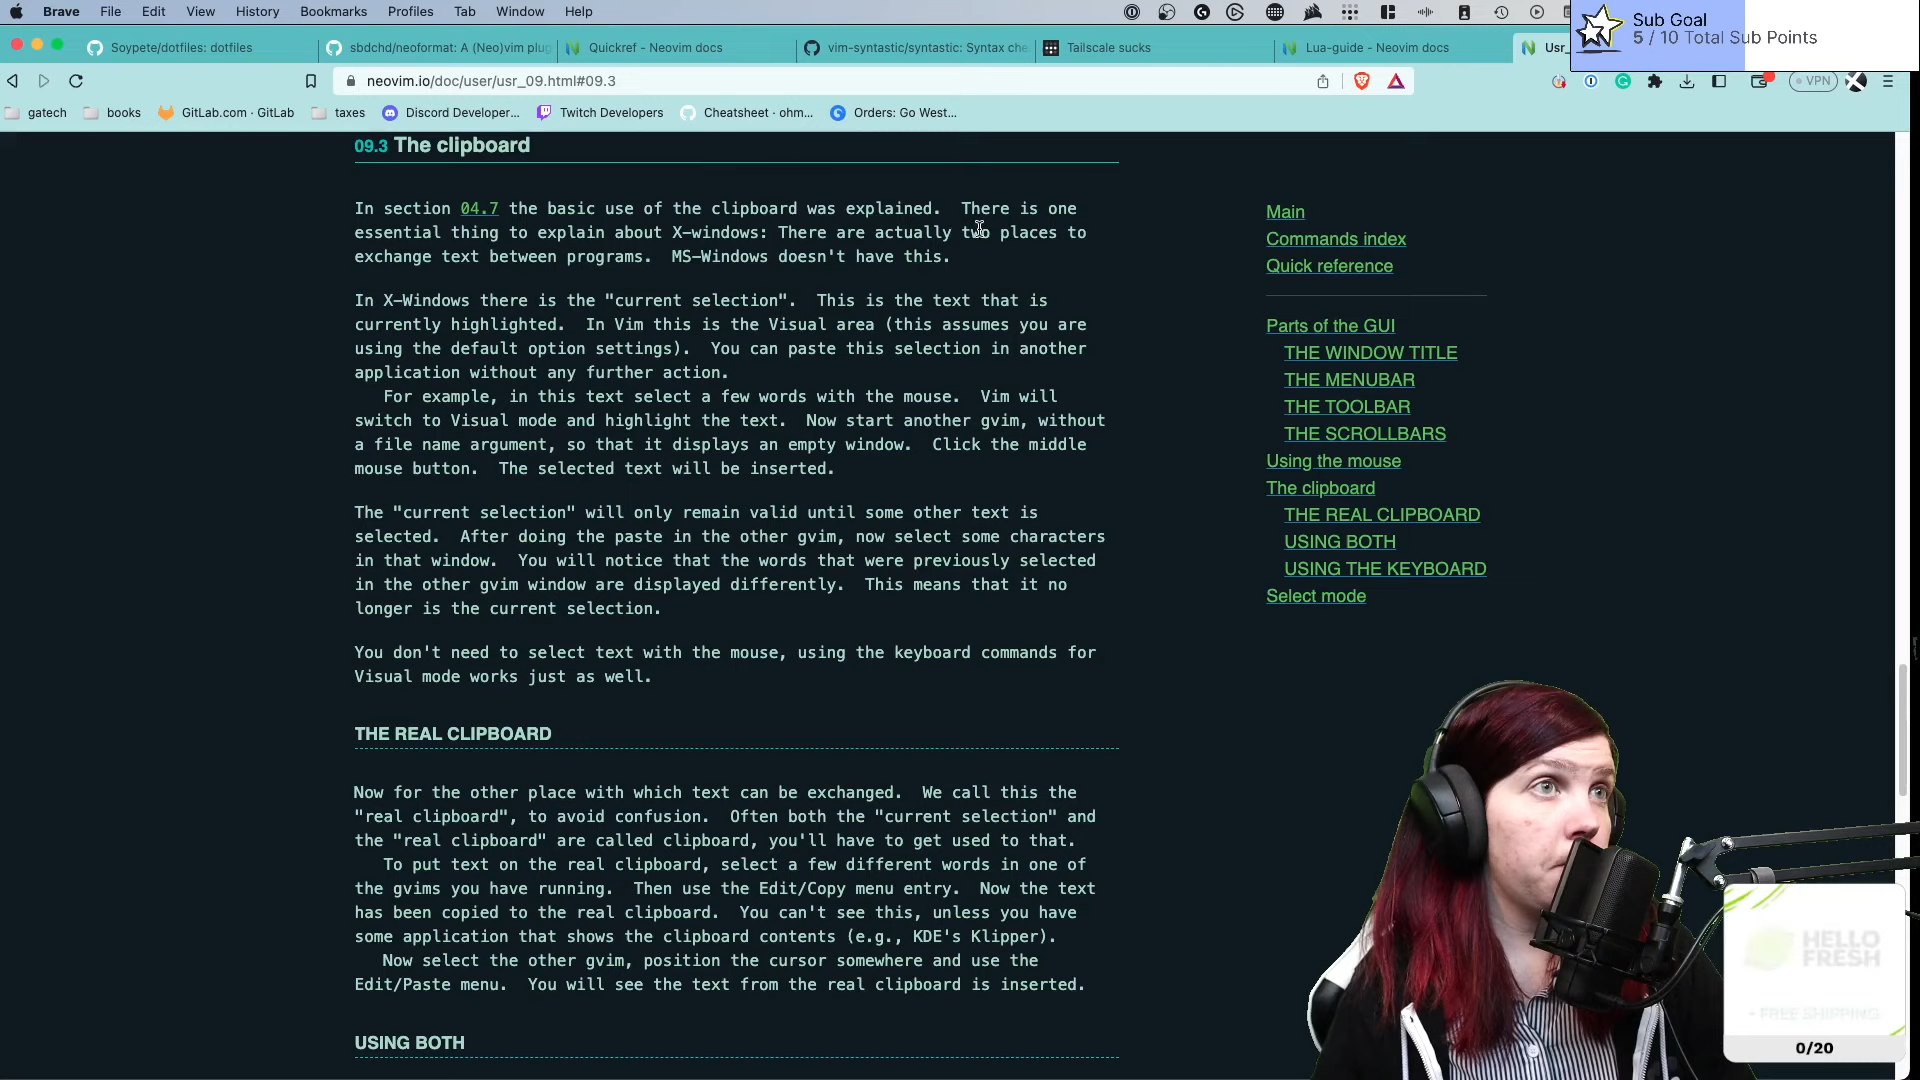 Brave File Edit View History Bookmarks Profiles Tab Window Help
Sub Goal
5 / 10 Total Sub Points
Soypete/dotfiles: dotfiles
sbdchd/neoformat: A (Neo)vim plug
Quickref - Neovim docs
vim-syntastic/syntastic: Syntax che
Tailscale sucks
Lua-guide - Neovim docs
Usr_
neovim.io/doc/user/usr_09.html#09.3
VPN
gatech books GitLab.com · GitLab taxes Discord Developer... Twitch Developers Cheatsheet · ohm... Orders: Go West...
09.3 The clipboard
In section 04.7 the basic use of the clipboard was explained.  There is one
essential thing to explain about X-windows: There are actually two places to
exchange text between programs.  MS-Windows doesn't have this.
In X-Windows there is the "current selection".  This is the text that is
currently highlighted.  In Vim this is the Visual area (this assumes you are
using the default option settings).  You can paste this selection in another
application without any further action.
For example, in this text select a few words with the mouse.  Vim will
switch to Visual mode and highlight the text.  Now start another gvim, without
a file name argument, so that it displays an empty window.  Click the middle
mouse button.  The selected text will be inserted.
The "current selection" will only remain valid until some other text is
selected.  After doing the paste in the other gvim, now select some characters
in that window.  You will notice that the words that were previously selected
in the other gvim window are displayed differently.  This means that it no
longer is the current selection.
You don't need to select text with the mouse, using the keyboard commands for
Visual mode works just as well.
THE REAL CLIPBOARD
Now for the other place with which text can be exchanged.  We call this the
"real clipboard", to avoid confusion.  Often both the "current selection" and
the "real clipboard" are called clipboard, you'll have to get used to that.
To put text on the real clipboard, select a few different words in one of
the gvims you have running.  Then use the Edit/Copy menu entry.  Now the text
has been copied to the real clipboard.  You can't see this, unless you have
some application that shows the clipboard contents (e.g., KDE's Klipper).
Now select the other gvim, position the cursor somewhere and use the
Edit/Paste menu.  You will see the text from the real clipboard is inserted.
USING BOTH
Main
Commands index
Quick reference
Parts of the GUI
THE WINDOW TITLE
THE MENUBAR
THE TOOLBAR
THE SCROLLBARS
Using the mouse
The clipboard
THE REAL CLIPBOARD
USING BOTH
USING THE KEYBOARD
Select mode
HELLO
FRESH
• FREE SHIPPING
0/20